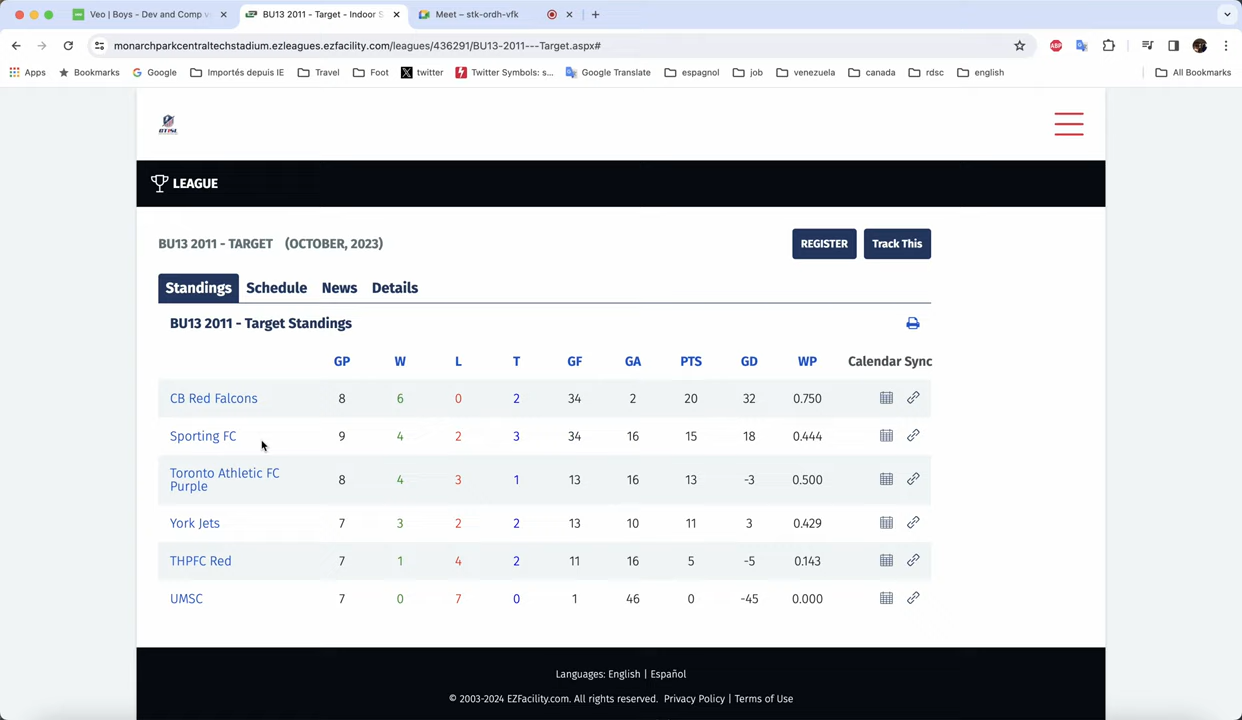 Veo | Boys - Dev and Comp v
BU13 2011 - Target - Indoor S
Meet – stk-ordh-vfk
monarchparkcentraltechstadium.ezleagues.ezfacility.com/leagues/436291/BU13-2011---Target.aspx#
ABP
Apps Bookmarks Google Importés depuis IE Travel Foot twitter Twitter Symbols: s... Google Translate espagnol job venezuela canada rdsc english All Bookmarks
LEAGUE
BU13 2011 - TARGET (OCTOBER, 2023) REGISTER Track This
Standings Schedule News Details
BU13 2011 - Target Standings
GP W L T GF GA PTS GD WP Calendar Sync
CB Red Falcons 8 6 0 2 34 2 20 32 0.750
Sporting FC 9 4 2 3 34 16 15 18 0.444
Toronto Athletic FC
Purple 8 4 3 1 13 16 13 -3 0.500
York Jets 7 3 2 2 13 10 11 3 0.429
THPFC Red 7 1 4 2 11 16 5 -5 0.143
UMSC 7 0 7 0 1 46 0 -45 0.000
Languages: English | Español
© 2003-2024 EZFacility.com. All rights reserved. Privacy Policy | Terms of Use